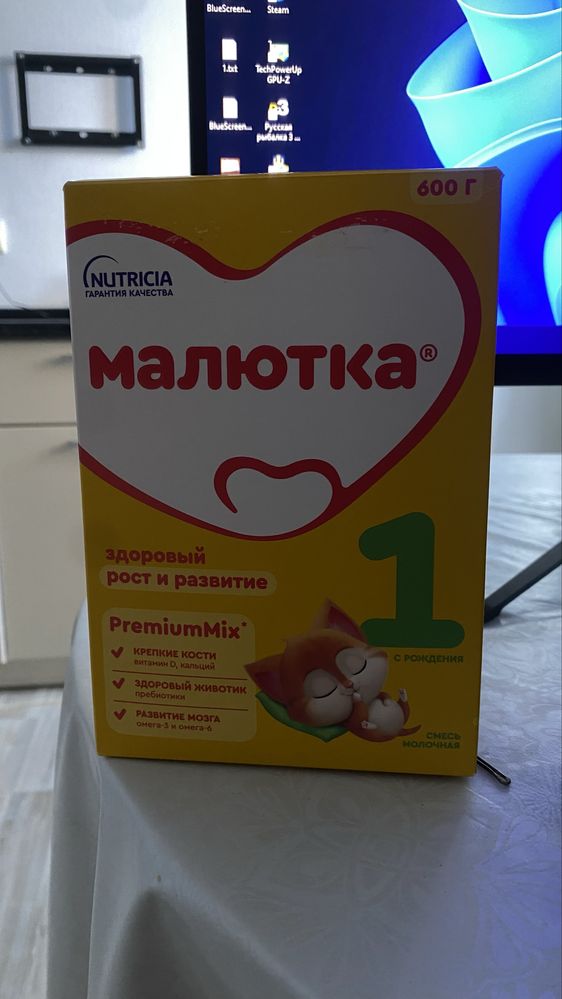 BlueScreen...
Steam
1.txt
TechPowerUp
GPU-Z
BlueScreen...
Русская
рыбалка 3 ...
600 Г
NUTRICIA
ГАРАНТИЯ КАЧЕСТВА
малютка®
здоровый
рост и развитие
PremiumMix*
КРЕПКИЕ КОСТИ
витамин D, кальций
ЗДОРОВЫЙ ЖИВОТИК
пребиотики
РАЗВИТИЕ МОЗГА
омега-3 и омега-6
1
С РОЖДЕНИЯ
СМЕСЬ
МОЛОЧНАЯ